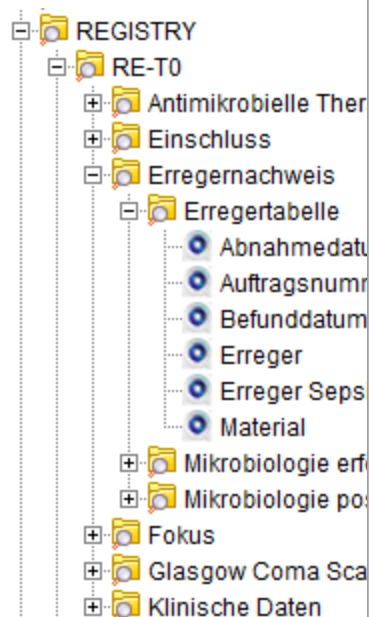 REGISTRY
RE-T0
Antimikrobielle Ther
Einschluss
Erregernachweis
Erregertabelle
Abnahmedatu
Auftragsnumr
Befunddatum
Erreger
Erreger Seps
Material
Mikrobiologie erf
Mikrobiologie po
Fokus
Glasgow Coma Sca
Klinische Daten